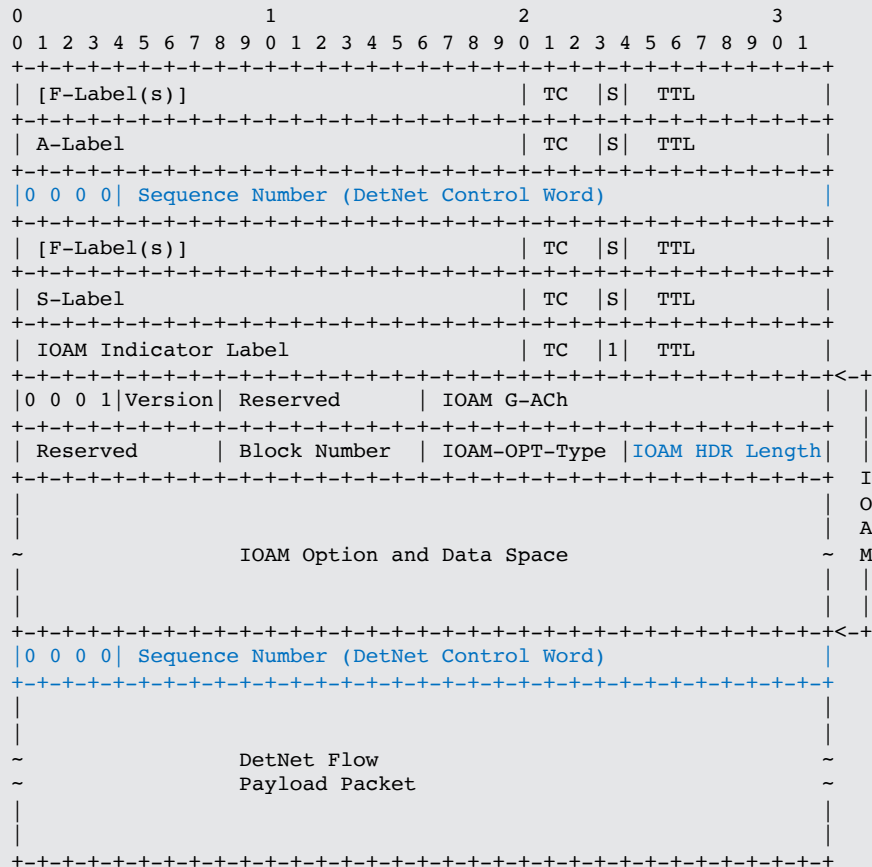 0                   1                   2                   3
0 1 2 3 4 5 6 7 8 9 0 1 2 3 4 5 6 7 8 9 0 1 2 3 4 5 6 7 8 9 0 1
+-+-+-+-+-+-+-+-+-+-+-+-+-+-+-+-+-+-+-+-+-+-+-+-+-+-+-+-+-+-+-+-+
| [F-Label(s)]                          | TC  |S|   TTL         |
+-+-+-+-+-+-+-+-+-+-+-+-+-+-+-+-+-+-+-+-+-+-+-+-+-+-+-+-+-+-+-+-+
| A-Label                               | TC  |S|   TTL         |
+-+-+-+-+-+-+-+-+-+-+-+-+-+-+-+-+-+-+-+-+-+-+-+-+-+-+-+-+-+-+-+-+
|0 0 0 0| Sequence Number (DetNet Control Word)                 |
+-+-+-+-+-+-+-+-+-+-+-+-+-+-+-+-+-+-+-+-+-+-+-+-+-+-+-+-+-+-+-+-+
| [F-Label(s)]                          | TC  |S|   TTL         |
+-+-+-+-+-+-+-+-+-+-+-+-+-+-+-+-+-+-+-+-+-+-+-+-+-+-+-+-+-+-+-+-+
| S-Label                               | TC  |S|   TTL         |
+-+-+-+-+-+-+-+-+-+-+-+-+-+-+-+-+-+-+-+-+-+-+-+-+-+-+-+-+-+-+-+-+
| IOAM Indicator Label                  | TC  |1|   TTL         |
+-+-+-+-+-+-+-+-+-+-+-+-+-+-+-+-+-+-+-+-+-+-+-+-+-+-+-+-+-+-+-+-+<-+
|0 0 0 1|Version| Reserved      | IOAM G-ACh                    |  |
+-+-+-+-+-+-+-+-+-+-+-+-+-+-+-+-+-+-+-+-+-+-+-+-+-+-+-+-+-+-+-+-+  |
| Reserved      | Block Number  | IOAM-OPT-Type |IOAM HDR Length|  |
+-+-+-+-+-+-+-+-+-+-+-+-+-+-+-+-+-+-+-+-+-+-+-+-+-+-+-+-+-+-+-+-+  I
|                                                               |  O
|                                                               |  A
~                 IOAM Option and Data Space                    ~  M
|                                                               |  |
|                                                               |  |
+-+-+-+-+-+-+-+-+-+-+-+-+-+-+-+-+-+-+-+-+-+-+-+-+-+-+-+-+-+-+-+-+<-+
|0 0 0 0| Sequence Number (DetNet Control Word)                 |
+-+-+-+-+-+-+-+-+-+-+-+-+-+-+-+-+-+-+-+-+-+-+-+-+-+-+-+-+-+-+-+-+
|                                                               |
|                                                               |
~                 DetNet Flow                                   ~
~                 Payload Packet                                ~
|                                                               |
|                                                               |
+-+-+-+-+-+-+-+-+-+-+-+-+-+-+-+-+-+-+-+-+-+-+-+-+-+-+-+-+-+-+-+-+